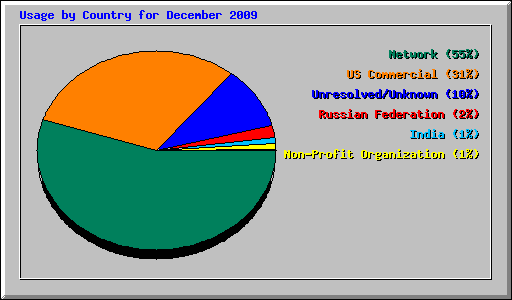 Usage by Country for December 2009
Network (55%)
US Commercial (31%)
Unresolved/Unknown (10%)
Russian Federation (2%)
India (1%)
Non-Profit Organization (1%)